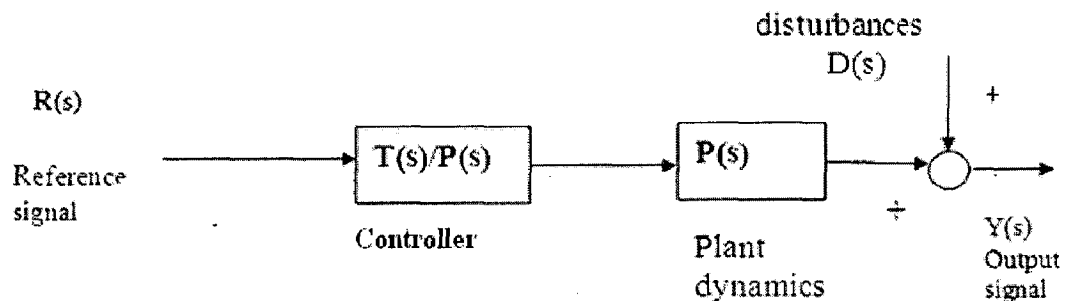 disturbances
D(s)
R(s)
+
T(s)/P(s)
P(s)
Reference
signal
÷
Controller
Plant
dynamics
Y(s)
Output
signal